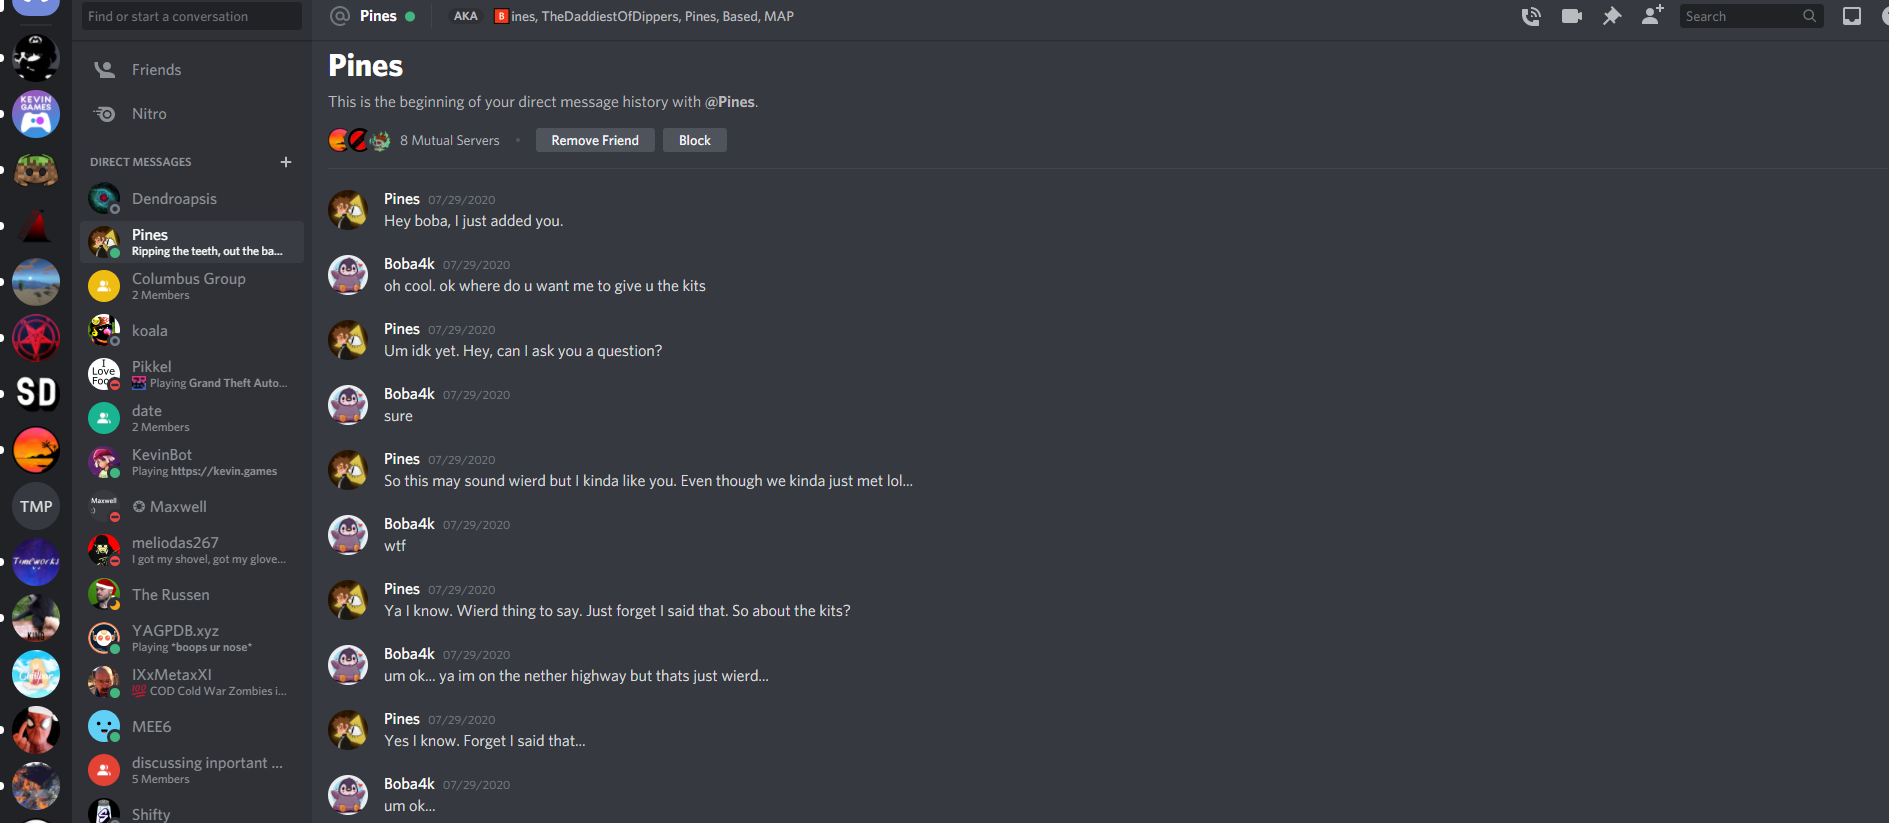 Find or start a conversation
Friends
Nitro
DIRECT MESSAGES
Dendroapsis
Pines
Ripping the teeth, out the ba...
Columbus Group
2 Members
koala
I Love Foo
Pikkel
Playing Grand Theft Auto...
date
2 Members
KevinBot
Playing https://kevin.games
Maxwell
:)
Maxwell
meliodas267
I got my shovel, got my glove...
The Russen
YAGPDB.xyz
Playing *boops ur nose*
IXxMetaxXI
💯 COD Cold War Zombies i...
MEE6
discussing inportant ...
5 Members
Shifty
KEVIN
GAMES
SD
TMP
Timeworks
@ Pines
AKA
B ines, TheDaddiestOfDippers, Pines, Based, MAP
Search
Pines
This is the beginning of your direct message history with @Pines.
8 Mutual Servers
Remove Friend
Block
Pines 07/29/2020
Hey boba, I just added you.
Boba4k 07/29/2020
oh cool. ok where do u want me to give u the kits
Pines 07/29/2020
Um idk yet. Hey, can I ask you a question?
Boba4k 07/29/2020
sure
Pines 07/29/2020
So this may sound wierd but I kinda like you. Even though we kinda just met lol...
Boba4k 07/29/2020
wtf
Pines 07/29/2020
Ya I know. Wierd thing to say. Just forget I said that. So about the kits?
Boba4k 07/29/2020
um ok... ya im on the nether highway but thats just wierd...
Pines 07/29/2020
Yes I know. Forget I said that...
Boba4k 07/29/2020
um ok...